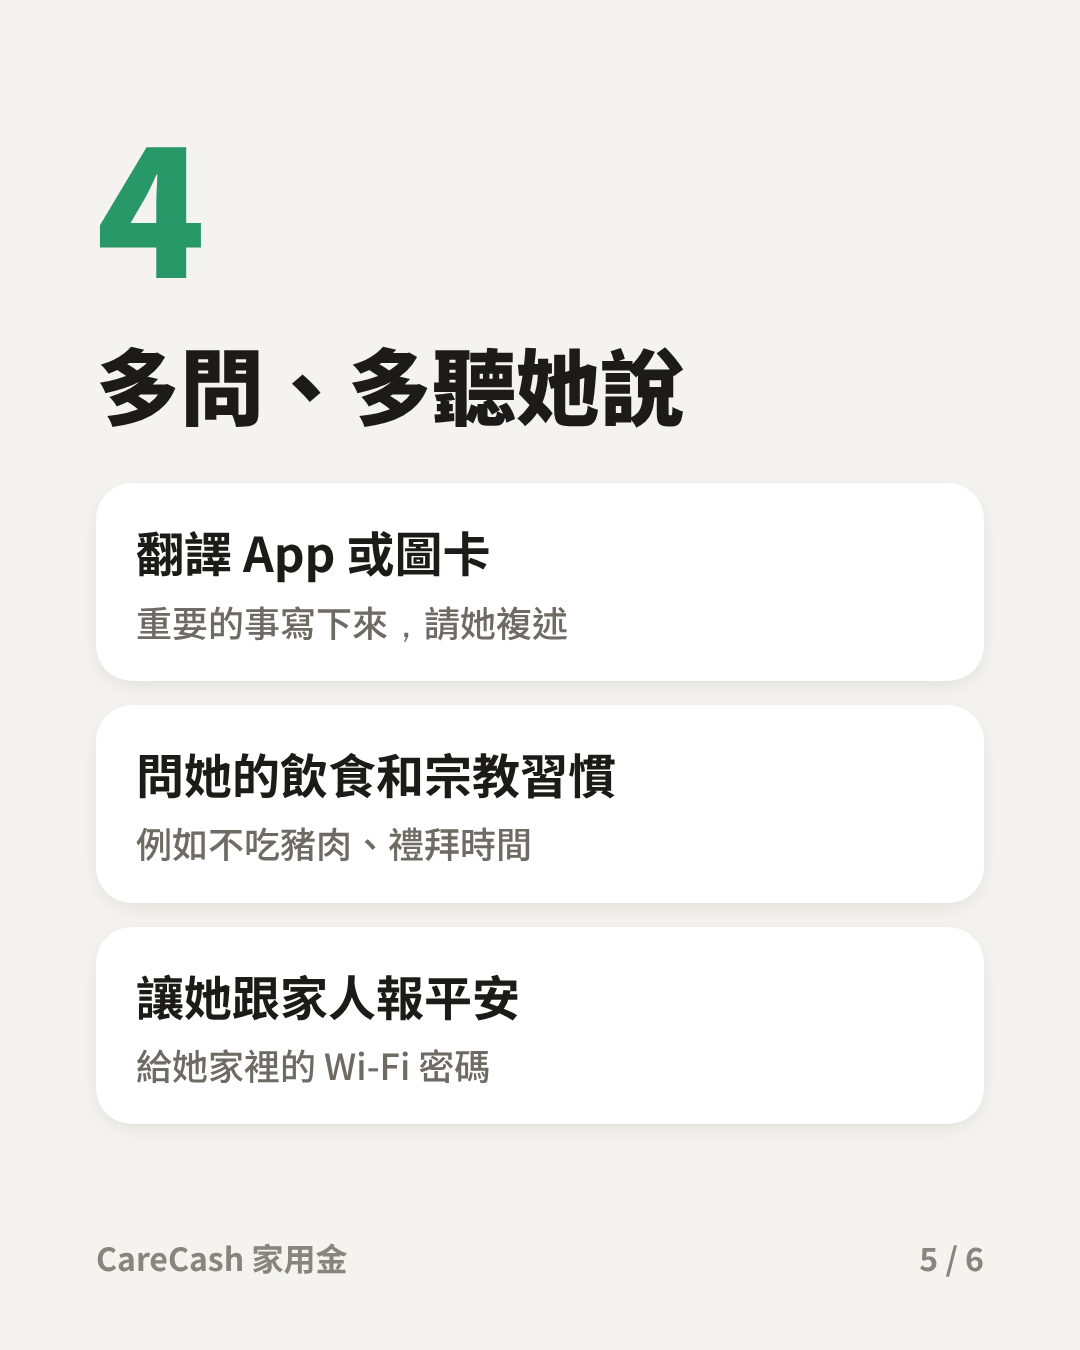 4
多問、多聽她說
翻譯 App 或圖卡
重要的事寫下來，請她複述
問她的飲食和宗教習慣
例如不吃豬肉、禮拜時間
讓她跟家人報平安
給她家裡的 Wi-Fi 密碼
CareCash 家用金
5 / 6